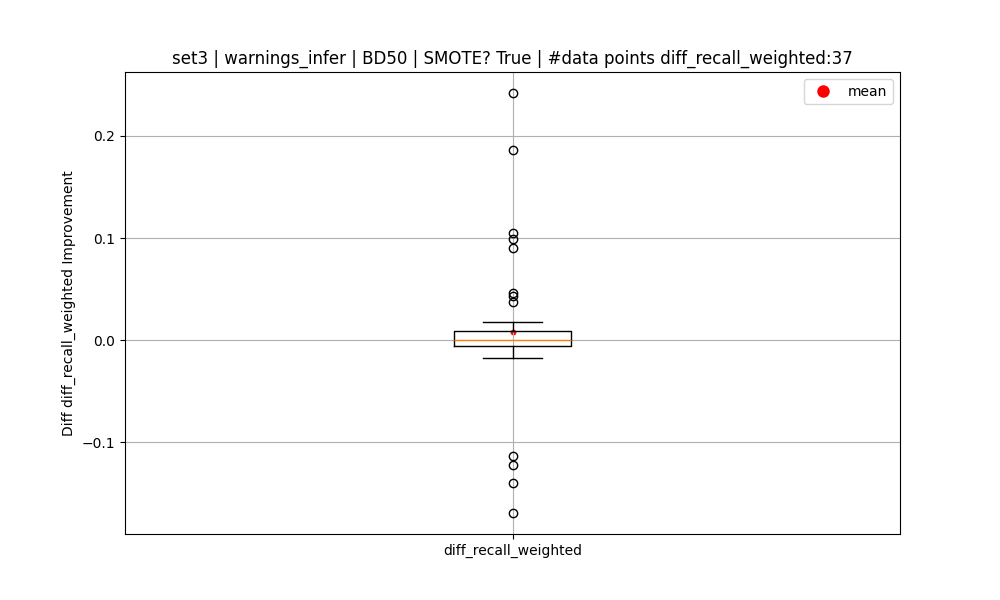 set3 | warnings_infer | BD50 | SMOTE? True | #data points diff_recall_weighted:37
mean
0.2
0.1
0.0
−0.1
Diff diff_recall_weighted Improvement
diff_recall_weighted